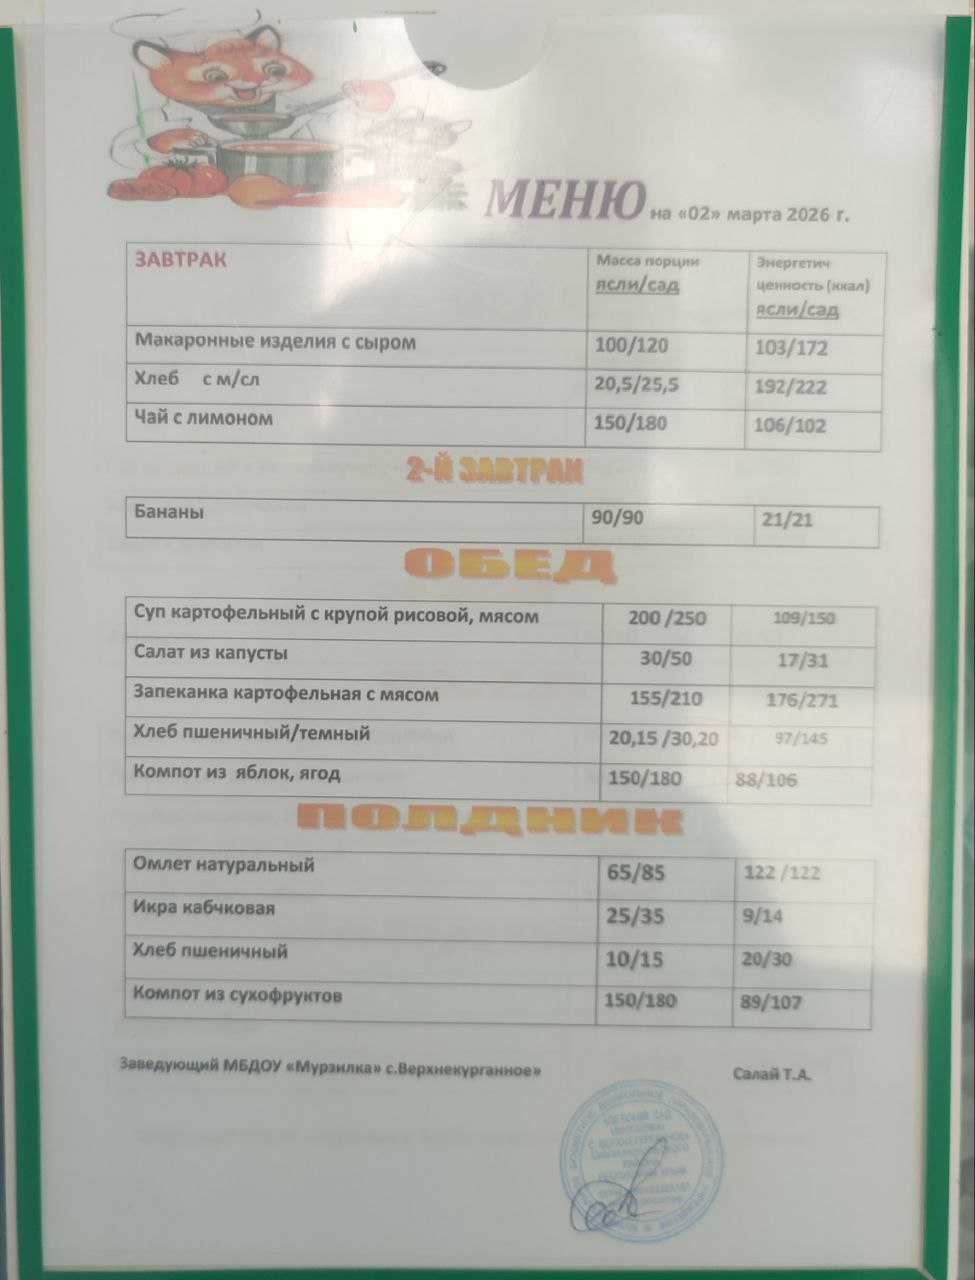 МЕНЮ на «02» марта 2026 г.
ЗАВТРАК Масса порции ясли/сад Энергетич ценность (ккал) ясли/сад
Макаронные изделия с сыром 100/120 103/172
Хлеб с м/сл 20,5/25,5 192/222
Чай с лимоном 150/180 106/102
2-Й ЗАВТРАК
Бананы 90/90 21/21
ОБЕД
Суп картофельный с крупой рисовой, мясом 200 /250 109/150
Салат из капусты 30/50 17/31
Запеканка картофельная с мясом 155/210 176/271
Хлеб пшеничный/темный 20,15 /30,20 97/145
Компот из яблок, ягод 150/180 88/106
ПОЛДНИК
Омлет натуральный 65/85 122 /122
Икра кабчковая 25/35 9/14
Хлеб пшеничный 10/15 20/30
Компот из сухофруктов 150/180 89/107
Заведующий МБДОУ «Мурзилка» с.Верхнекурганное» Салай Т.А.
ДЕТСКИЙ САД
«МУРЗИЛКА»
РАЙОНА
РЕСПУБЛИКИ КРЫМ